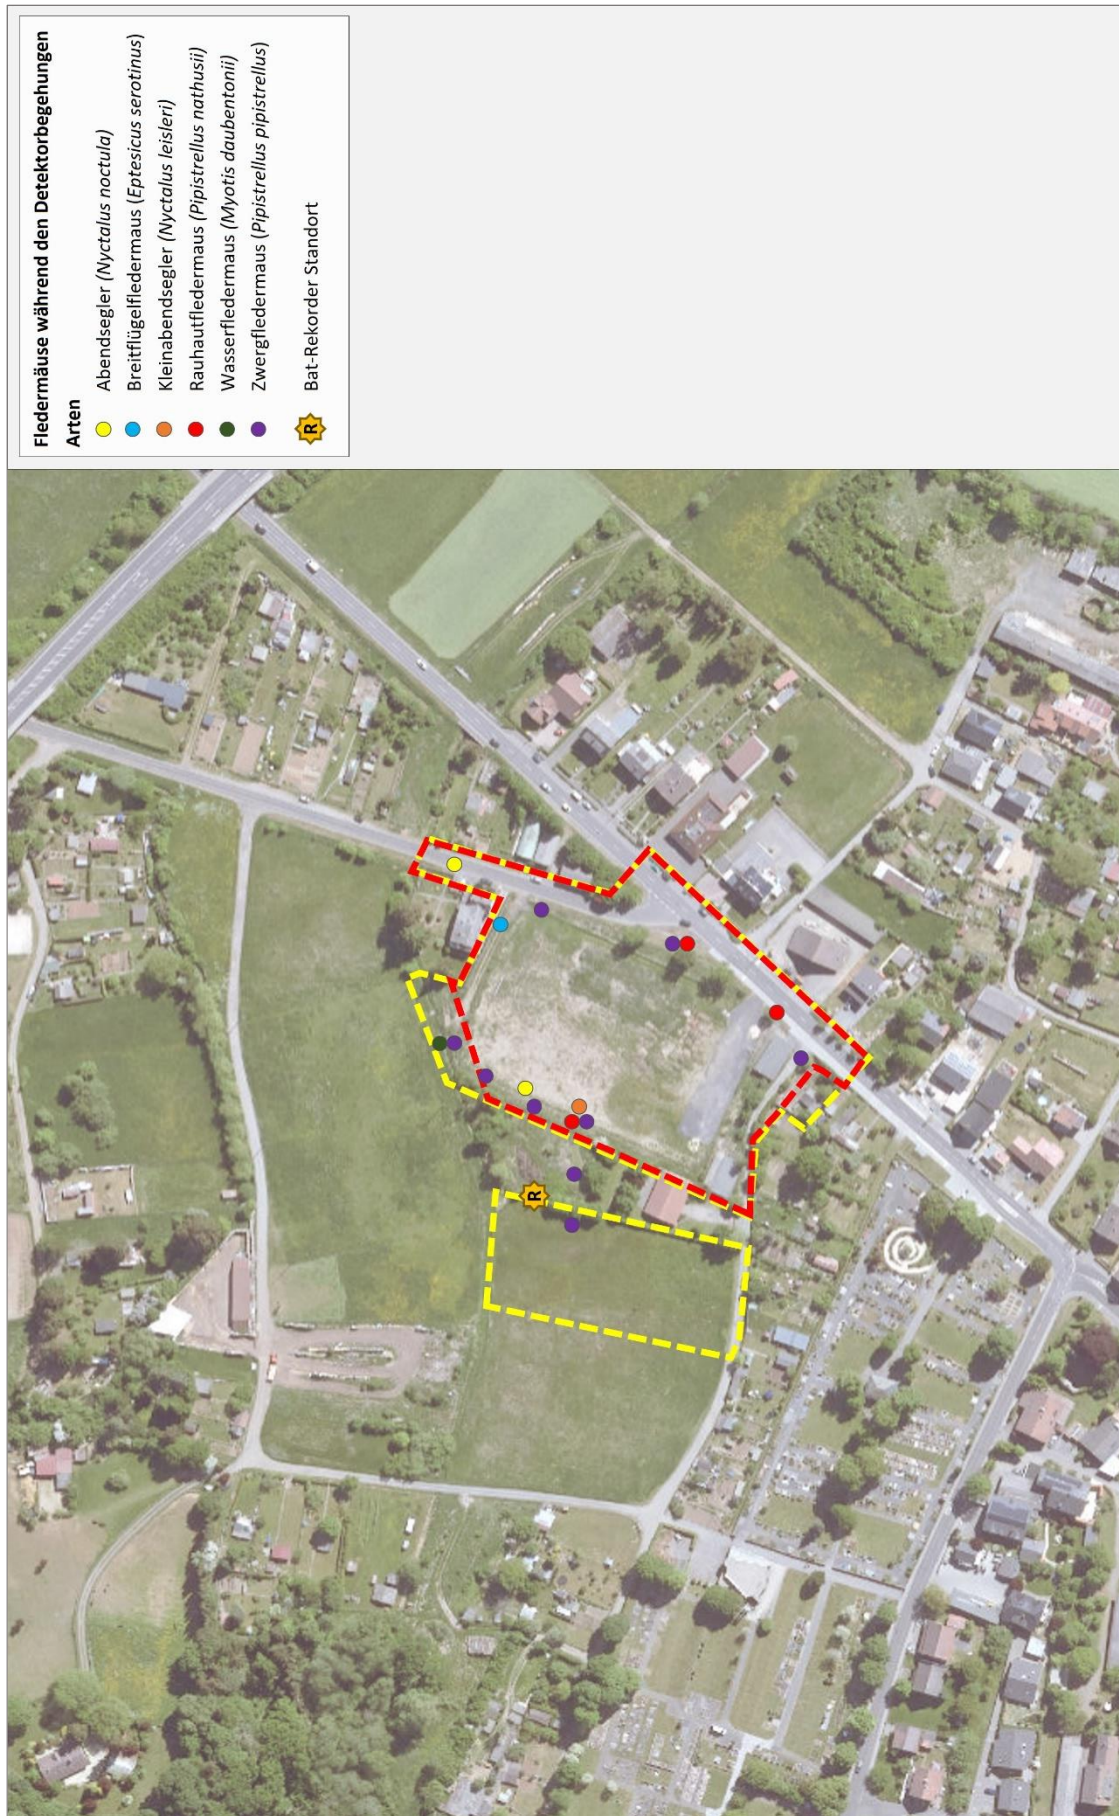 Fledermäuse während den Detektorbegehungen
Arten
Abendsegler (Nyctalus noctula)
Breitflügelfledermaus (Eptesicus serotinus)
Kleinabendsegler (Nyctalus leisleri)
Rauhautfledermaus (Pipistrellus nathusii)
Wasserfledermaus (Myotis daubentonii)
Zwergfledermaus (Pipistrellus pipistrellus)
R Bat-Rekorder Standort
R